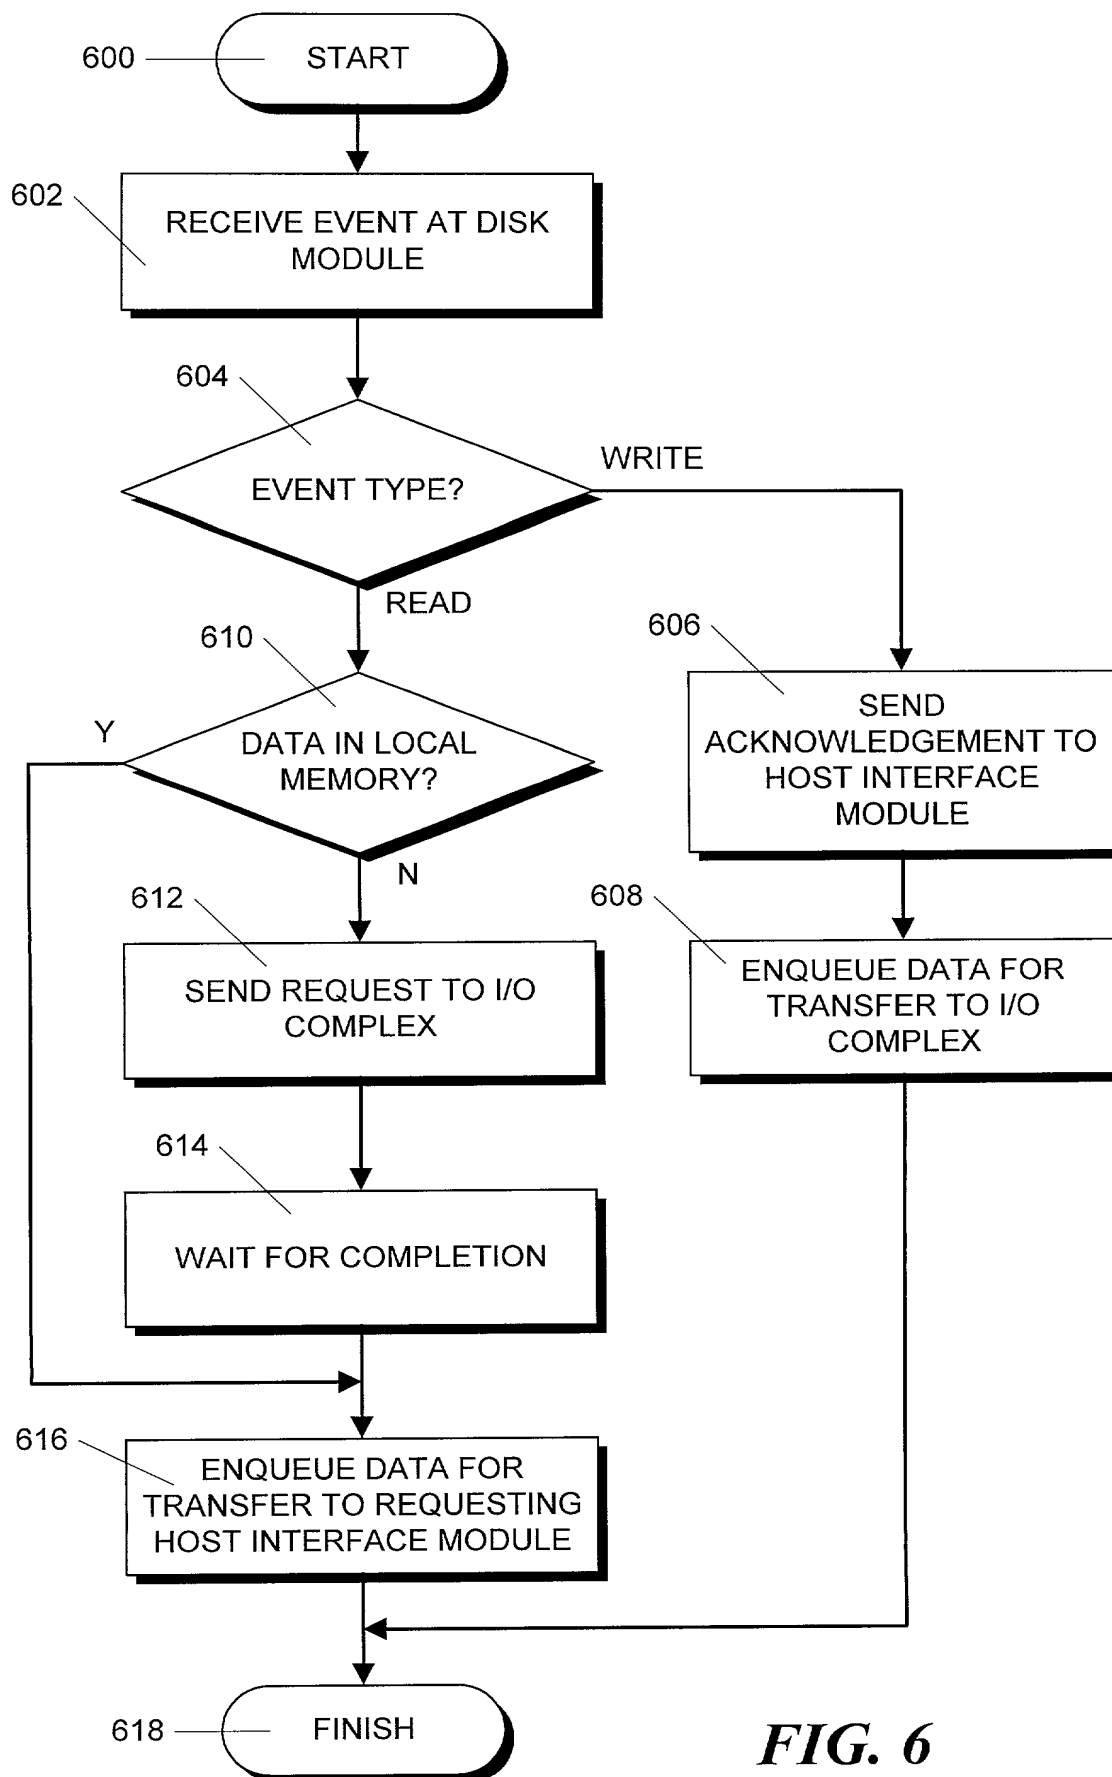 600
START
602
RECEIVE EVENT AT DISK
MODULE
604
EVENT TYPE?
WRITE
READ
610
Y
DATA IN LOCAL
MEMORY?
N
606
SEND
ACKNOWLEDGEMENT TO
HOST INTERFACE
MODULE
612
SEND REQUEST TO I/O
COMPLEX
608
ENQUEUE DATA FOR
TRANSFER TO I/O
COMPLEX
614
WAIT FOR COMPLETION
616
ENQUEUE DATA FOR
TRANSFER TO REQUESTING
HOST INTERFACE MODULE
618
FINISH
FIG. 6